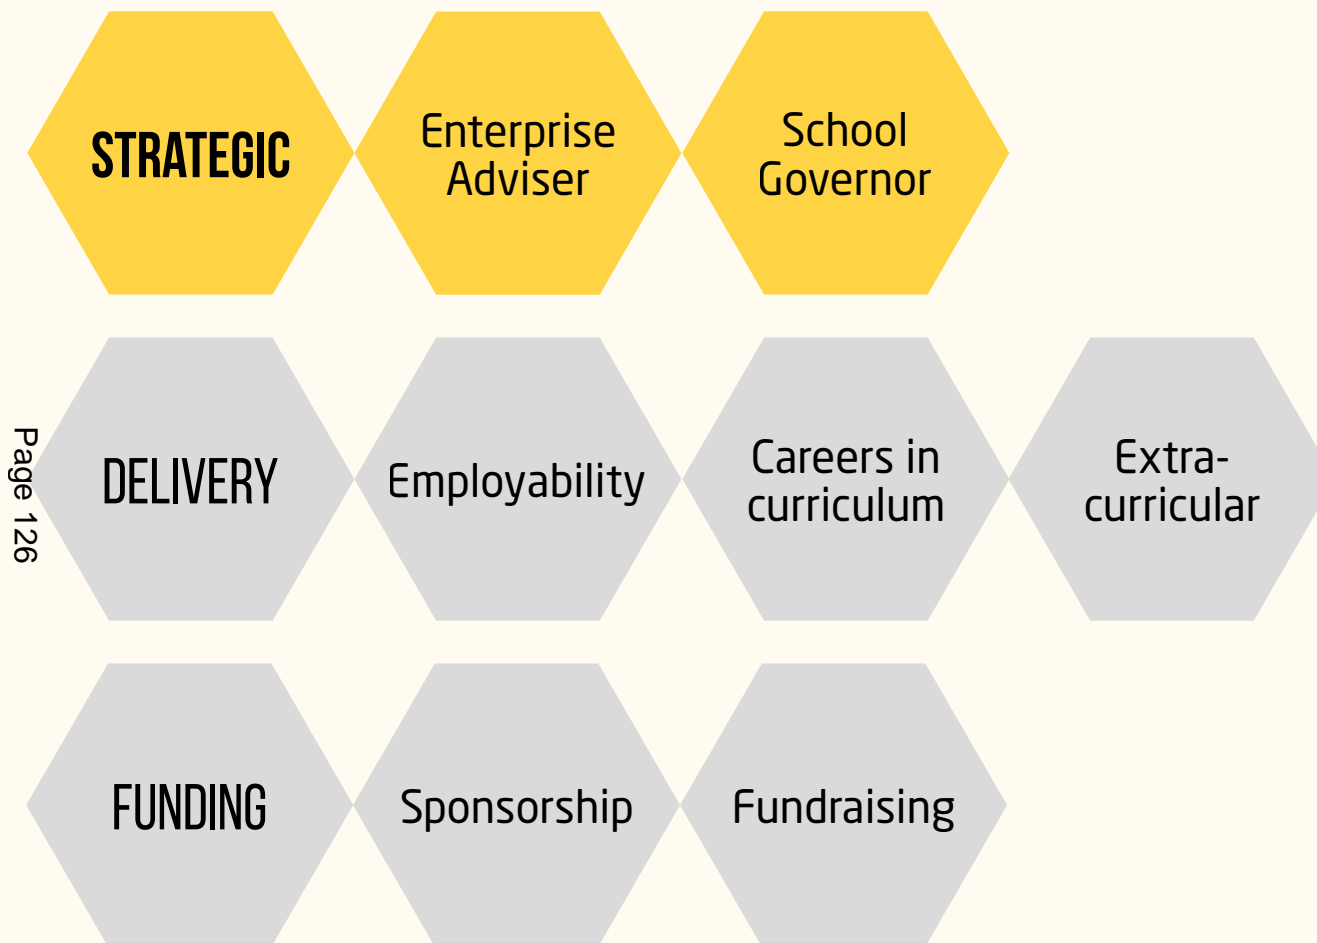 STRATEGIC
Enterprise
Adviser
School
Governor
DELIVERY
Employability
Careers in
curriculum
Extra-
curricular
FUNDING
Sponsorship
Fundraising
Page 126